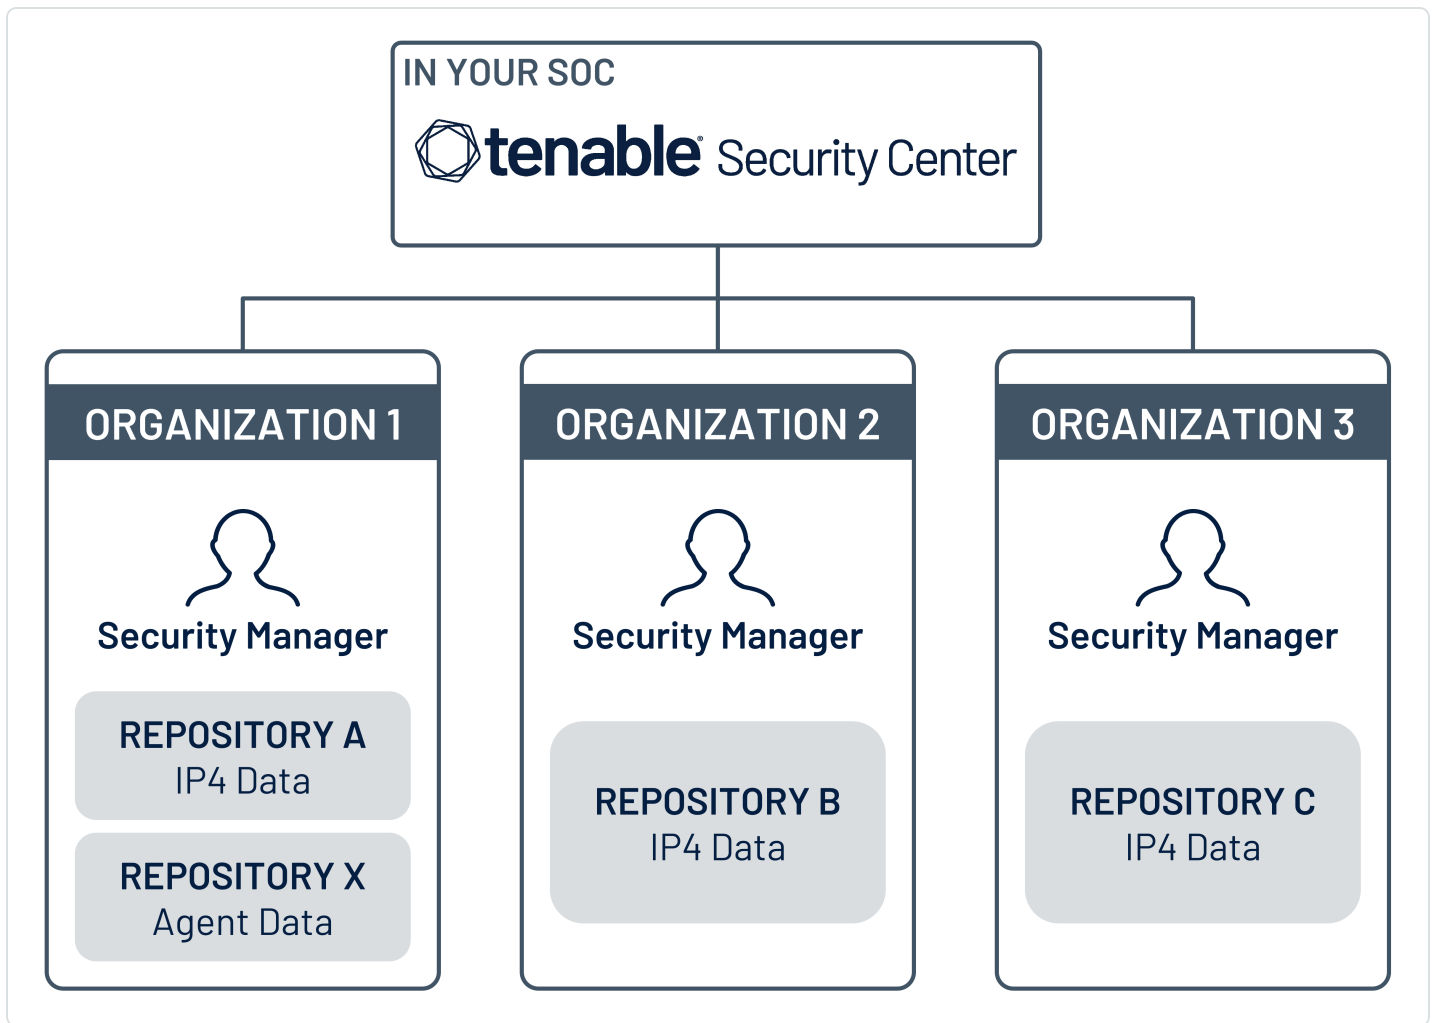 IN YOUR SOC
tenable® Security Center
ORGANIZATION 1
Security Manager
REPOSITORY A
IP4 Data
REPOSITORY X
Agent Data
ORGANIZATION 2
Security Manager
REPOSITORY B
IP4 Data
ORGANIZATION 3
Security Manager
REPOSITORY C
IP4 Data